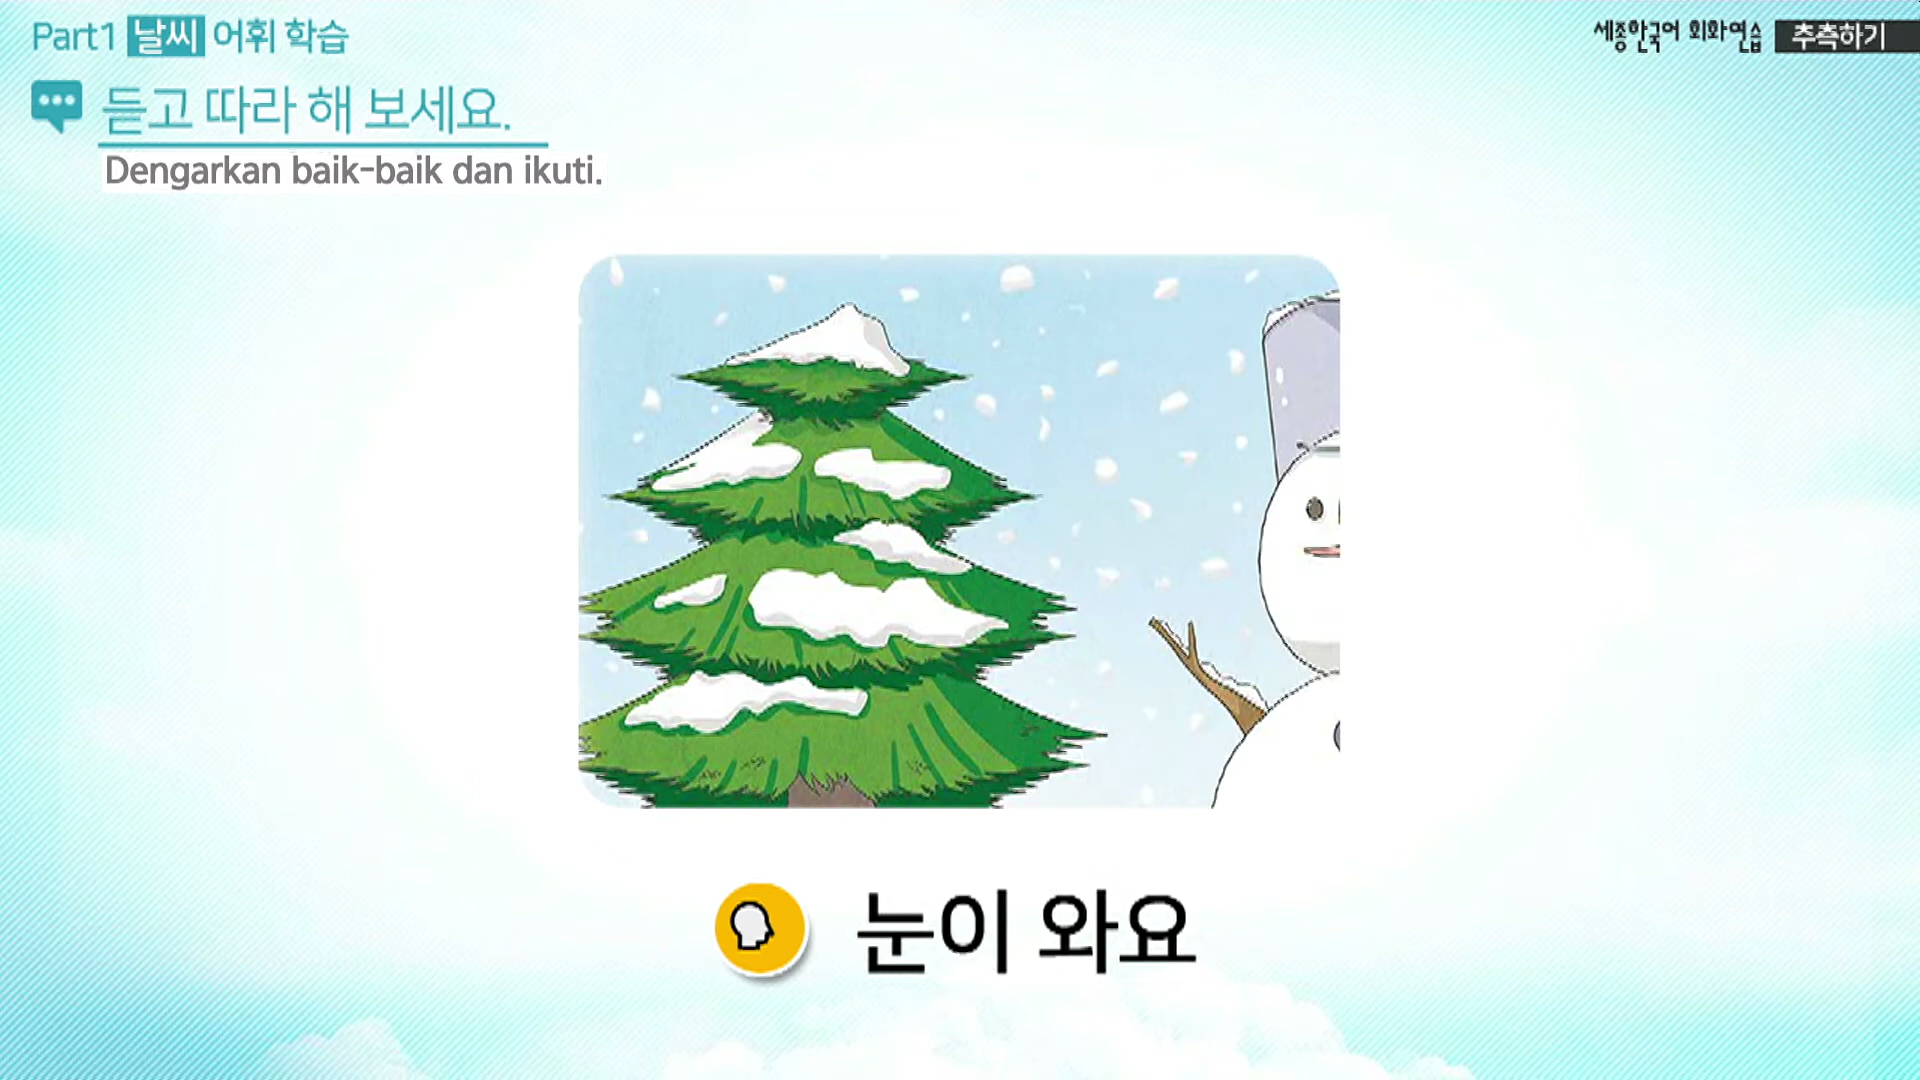 Part1 날씨 어휘 학습
세종한국어 회화연습 추측하기
듣고 따라 해 보세요.
Dengarkan baik-baik dan ikuti.
눈이 와요